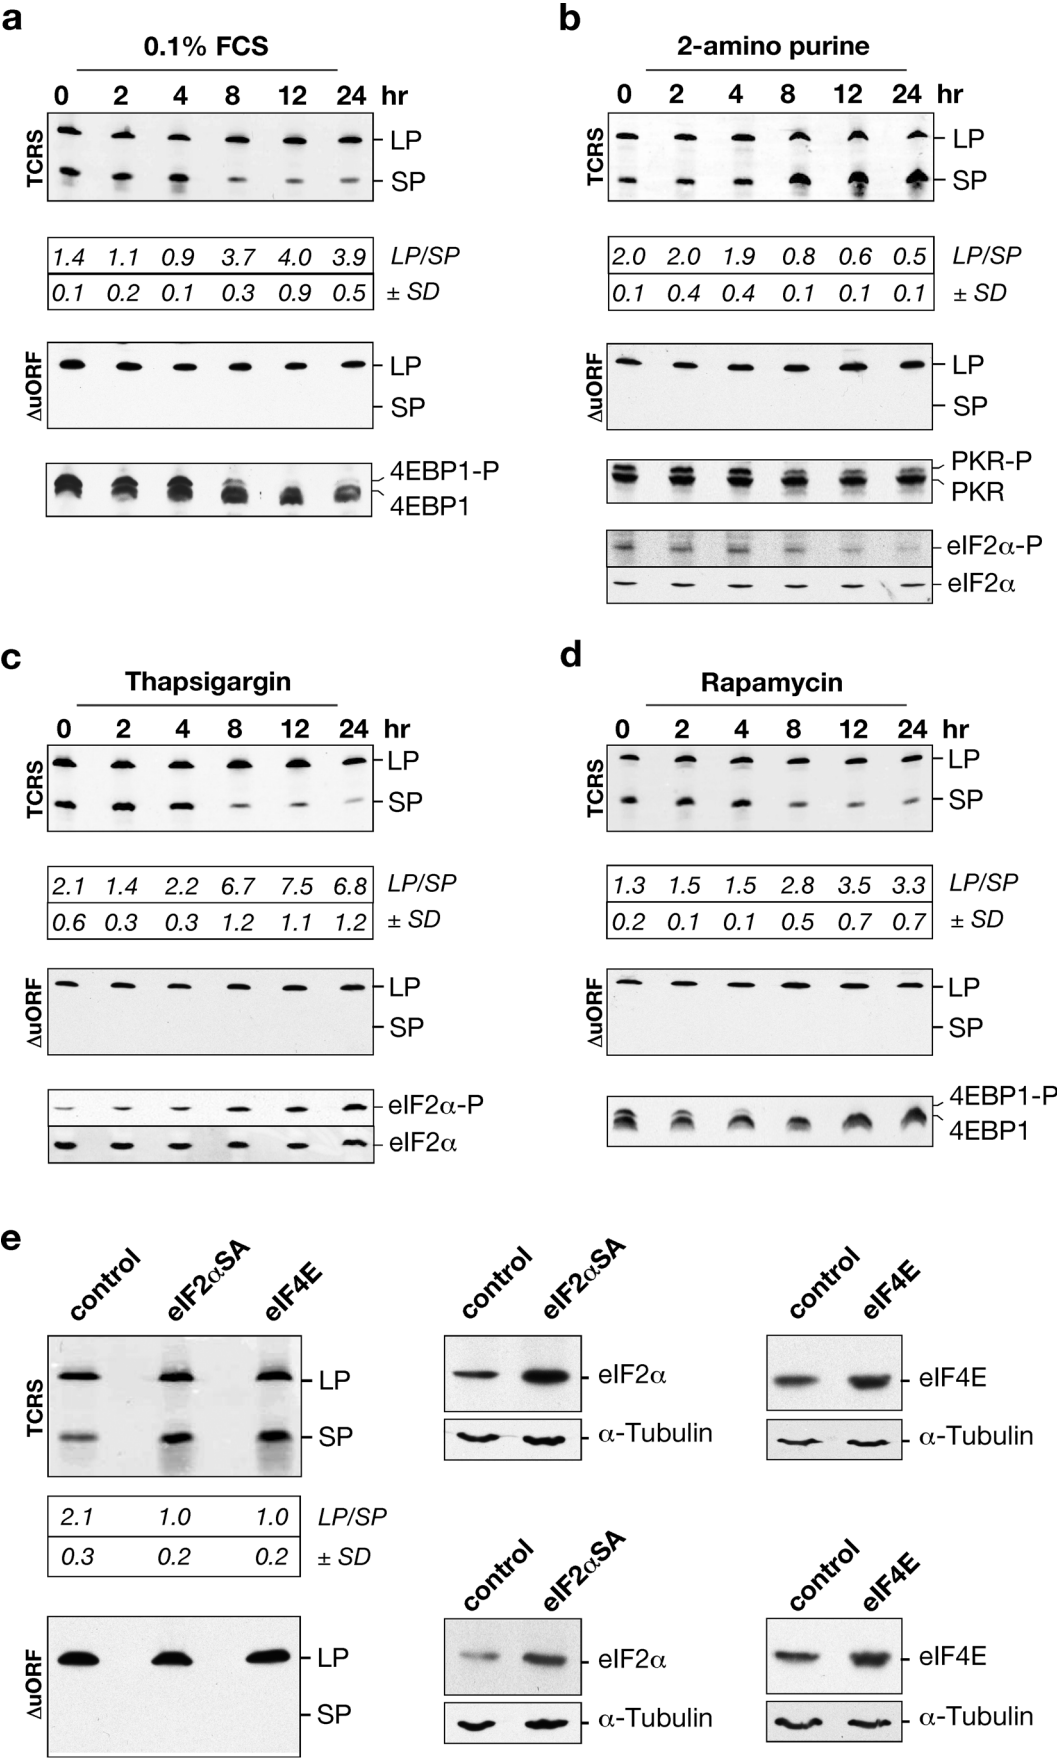 a
0.1% FCS
0 2 4 8 12 24 hr
TCRS
LP
SP
1.4 1.1 0.9 3.7 4.0 3.9 LP/SP
0.1 0.2 0.1 0.3 0.9 0.5 ± SD
ΔuORF
LP
SP
4EBP1-P
4EBP1
b
2-amino purine
0 2 4 8 12 24 hr
TCRS
LP
SP
2.0 2.0 1.9 0.8 0.6 0.5 LP/SP
0.1 0.4 0.4 0.1 0.1 0.1 ± SD
ΔuORF
LP
SP
PKR-P
PKR
eIF2α-P
eIF2α
c
Thapsigargin
0 2 4 8 12 24 hr
TCRS
LP
SP
2.1 1.4 2.2 6.7 7.5 6.8 LP/SP
0.6 0.3 0.3 1.2 1.1 1.2 ± SD
ΔuORF
LP
SP
eIF2α-P
eIF2α
d
Rapamycin
0 2 4 8 12 24 hr
TCRS
LP
SP
1.3 1.5 1.5 2.8 3.5 3.3 LP/SP
0.2 0.1 0.1 0.5 0.7 0.7 ± SD
ΔuORF
LP
SP
4EBP1-P
4EBP1
e
control eIF2αSA eIF4E
TCRS
LP
SP
2.1 1.0 1.0 LP/SP
0.3 0.2 0.2 ± SD
ΔuORF
LP
SP
control eIF2αSA
eIF2α
α-Tubulin
control eIF4E
eIF4E
α-Tubulin
control eIF2αSA
eIF2α
α-Tubulin
control eIF4E
eIF4E
α-Tubulin